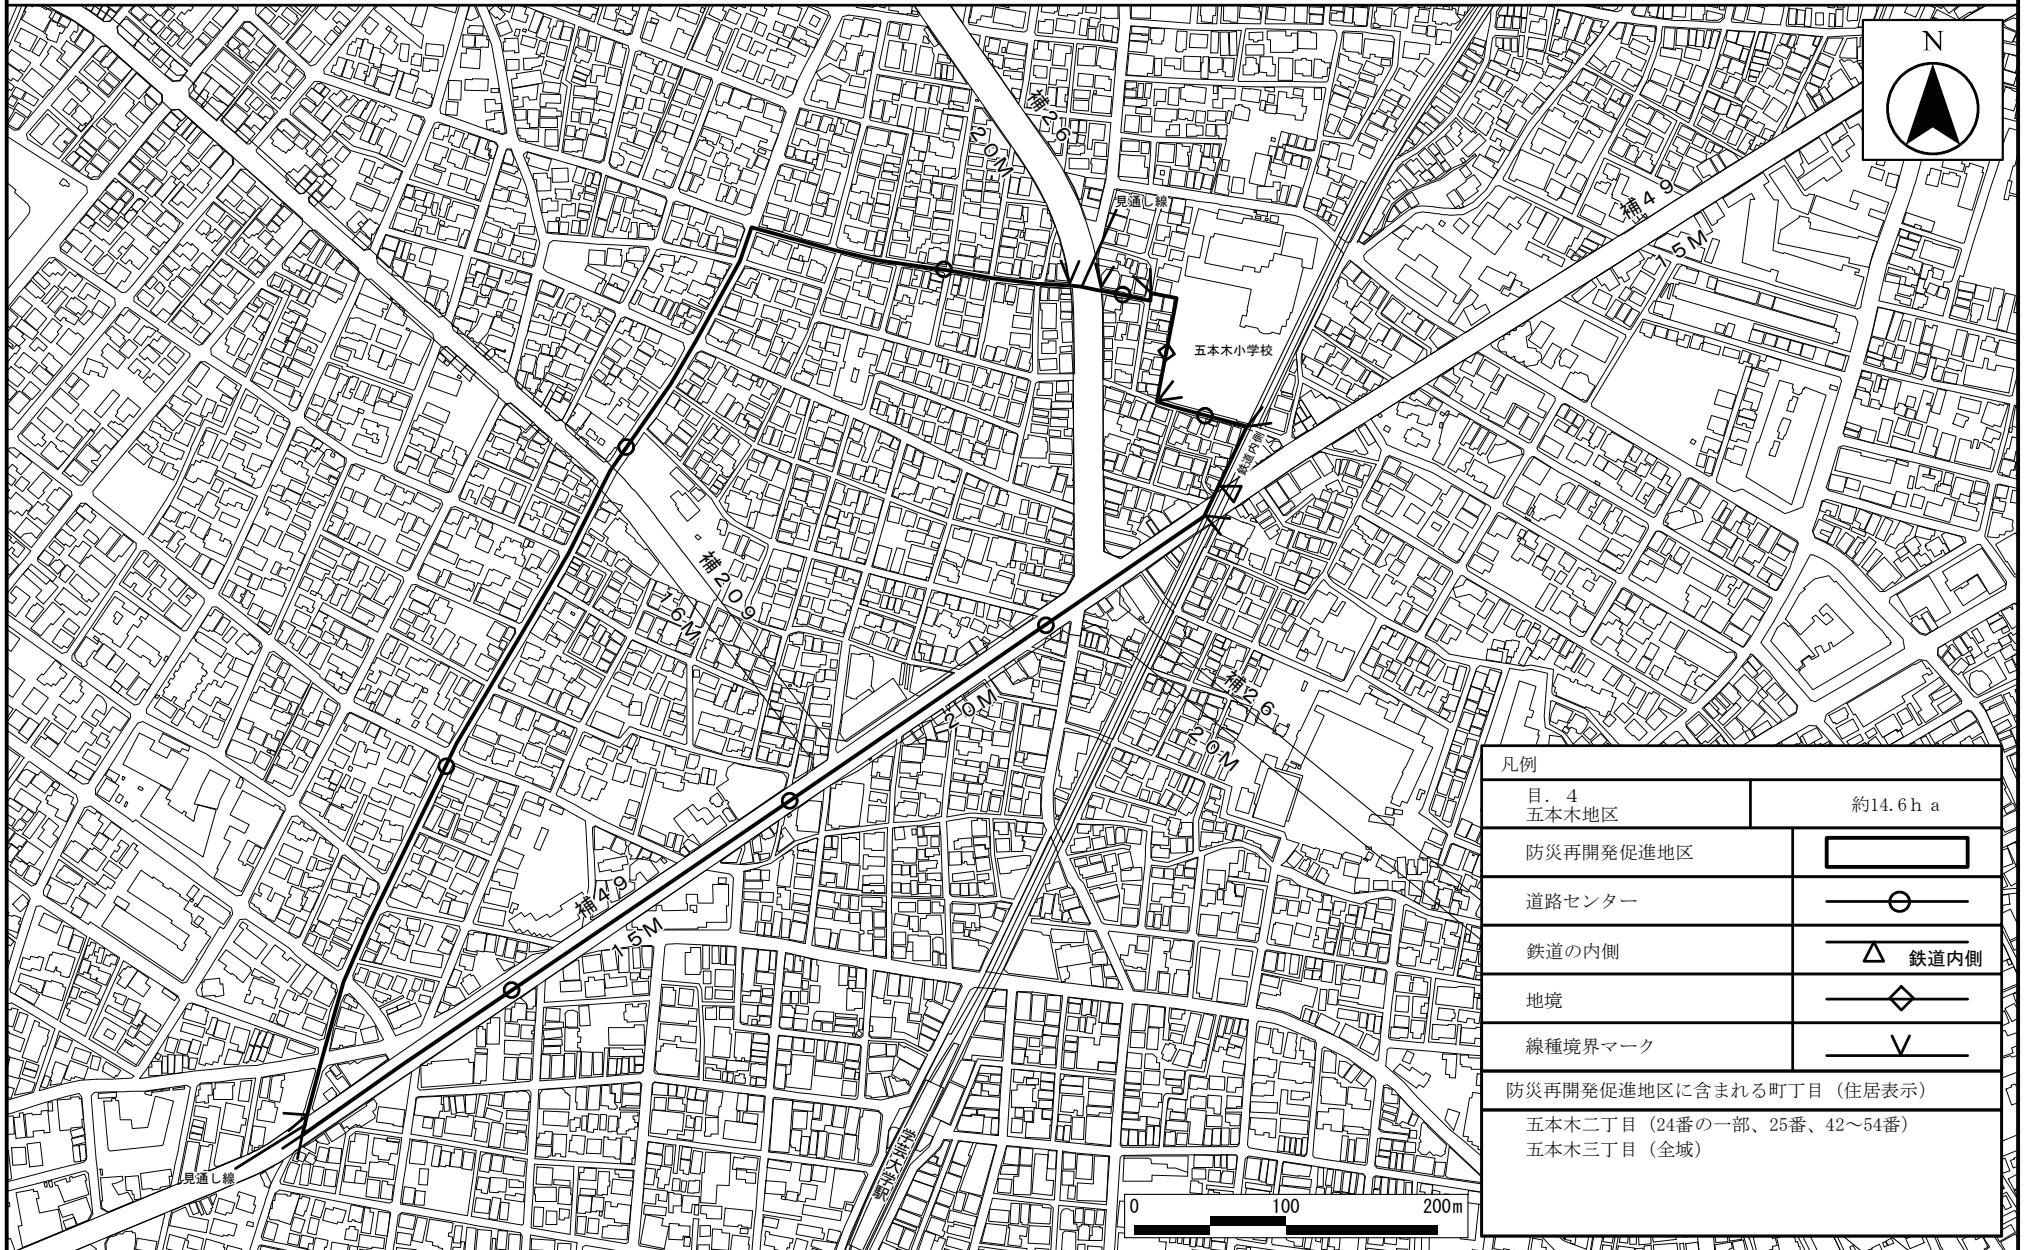 N
補26
20M
見通し線
補49
15M
五本木小学校
鉄道内側
補209
16M
20M
補26
20M
補49
15M
見通し線
学芸大学駅
0 100 200m
凡例
目. 4
五本木地区
約14.6ha
防災再開発促進地区
道路センター
鉄道の内側
鉄道内側
地境
線種境界マーク
防災再開発促進地区に含まれる町丁目（住居表示）
五本木二丁目（24番の一部、25番、42～54番）
五本木三丁目（全域）